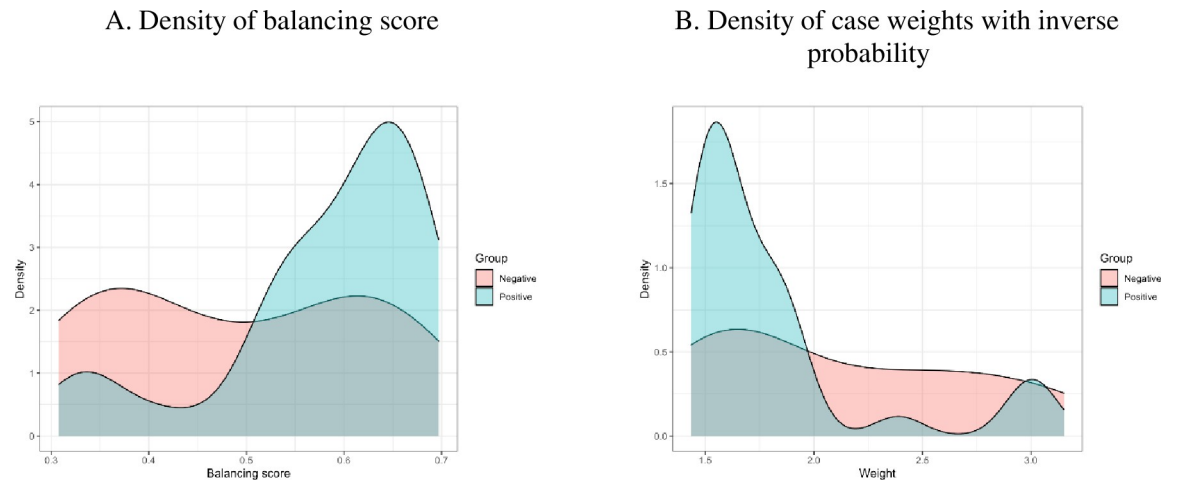 A. Density of balancing score
B. Density of case weights with inverse
probability
5
4
3
2
1
0
Density
0.3 0.4 0.5 0.6 0.7
Balancing score
Group
Negative
Positive
1.5
1.0
0.5
0.0
Density
1.5 2.0 2.5 3.0
Weight
Group
Negative
Positive